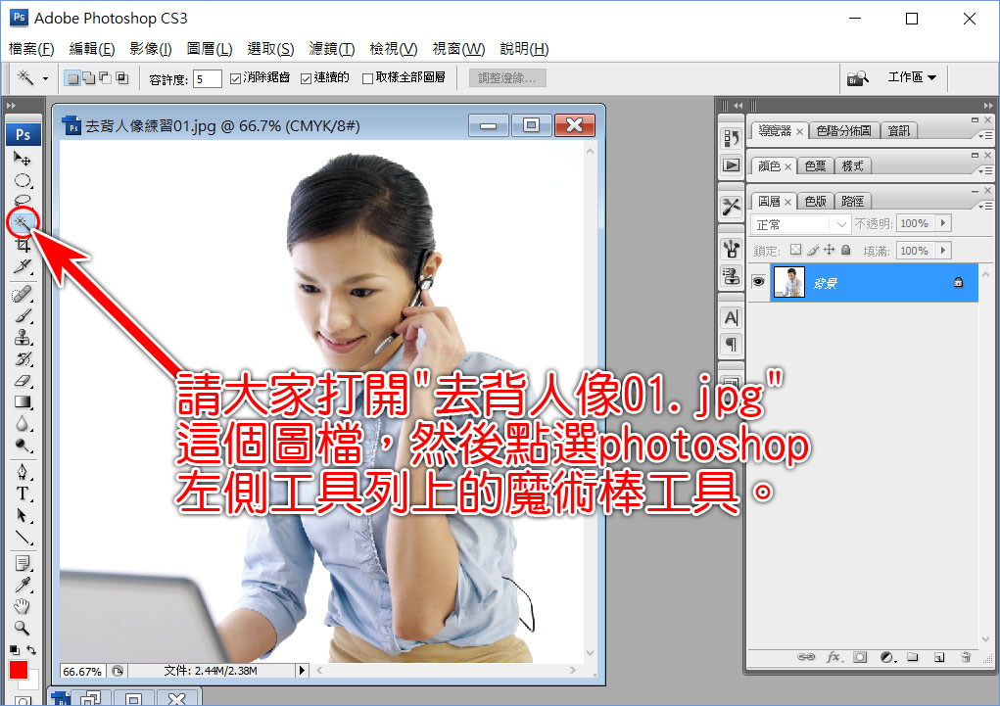 Ps Adobe Photoshop CS3
檔案(F) 編輯(E) 影像(I) 圖層(L) 選取(S) 濾鏡(T) 檢視(V) 視窗(W) 說明(H)
容許度: 5 消除鋸齒 連續的 取樣全部圖層 調整邊緣... Br 工作區
Ps
去背人像練習01.jpg @ 66.7% (CMYK/8#)
導覽器 色階分佈圖 資訊
顏色 色票 樣式
圖層 色版 路徑
正常 不透明: 100%
鎖定: 填滿: 100%
背景
請大家打開"去背人像01.jpg"
這個圖檔，然後點選photoshop
左側工具列上的魔術棒工具。
66.67% 文件: 2.44M/2.38M